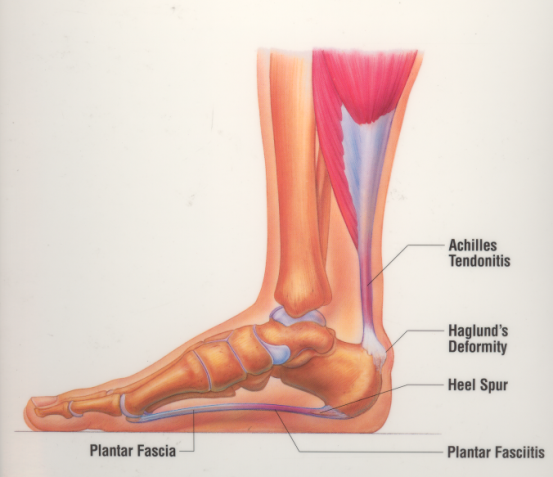 Achilles
Tendonitis
Haglund's
Deformity
Heel Spur
Plantar Fascia
Plantar Fasciitis